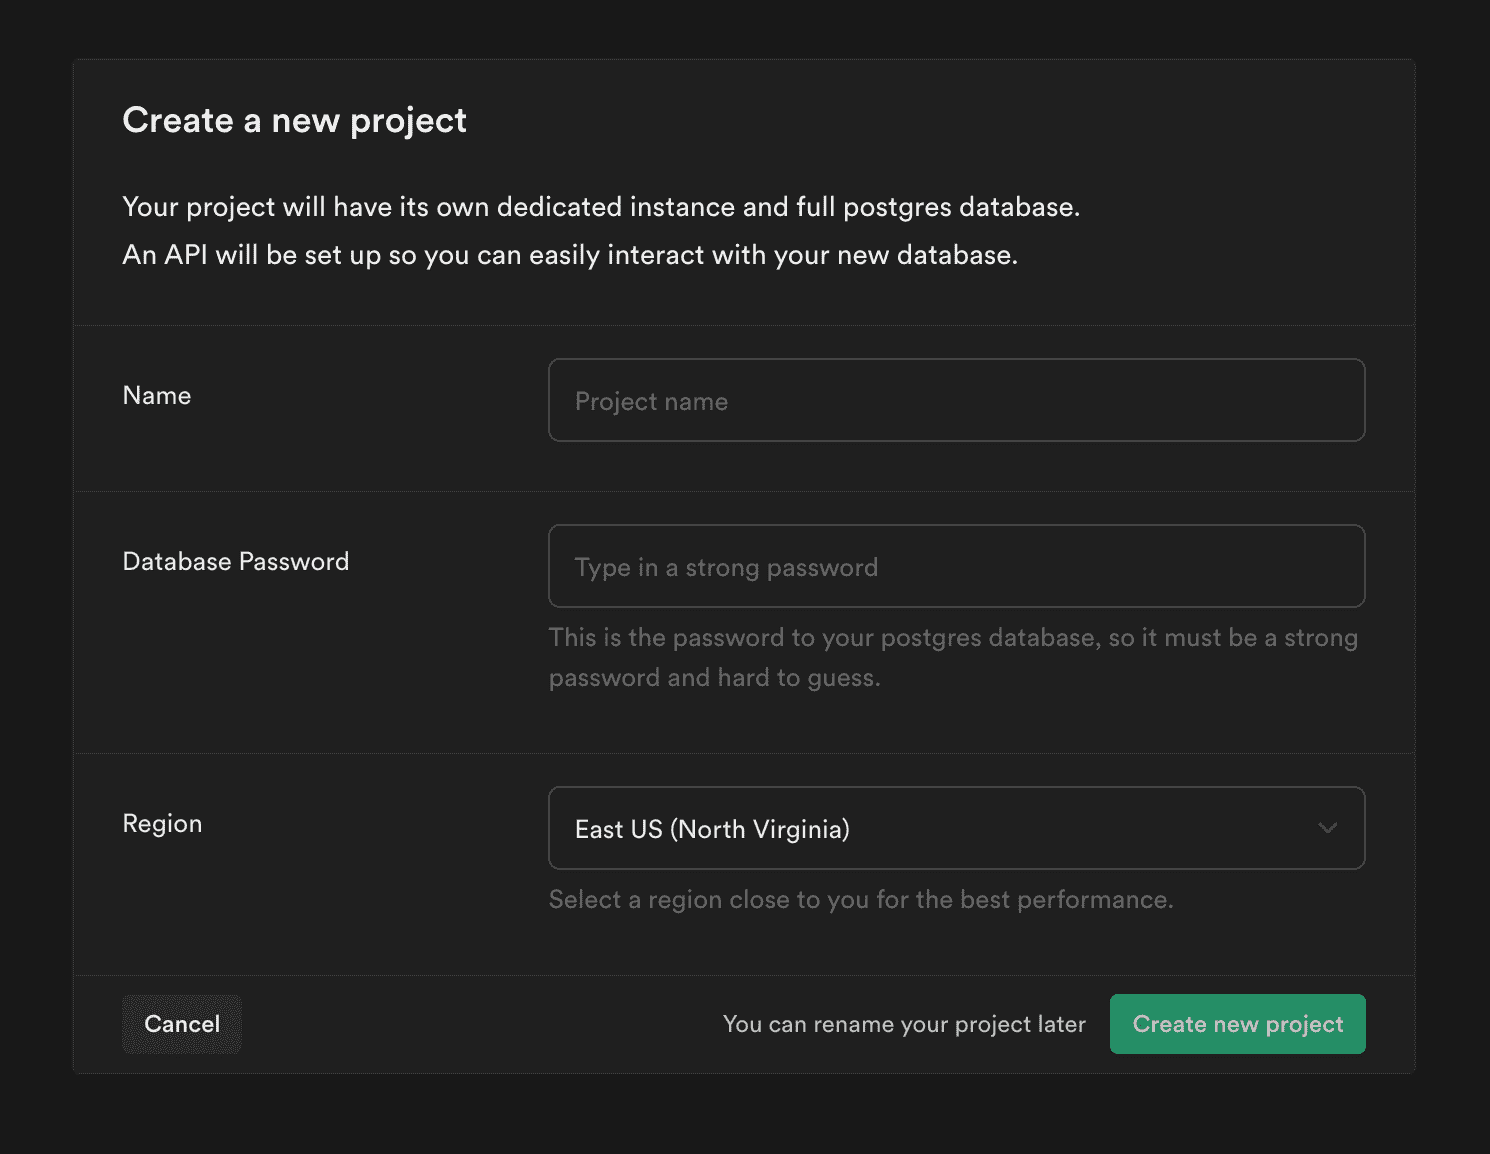 Create a new project
Your project will have its own dedicated instance and full postgres database.
An API will be set up so you can easily interact with your new database.
Name
Project name
Database Password
Type in a strong password
This is the password to your postgres database, so it must be a strong
password and hard to guess.
Region
East US (North Virginia)
Select a region close to you for the best performance.
Cancel
You can rename your project later
Create new project